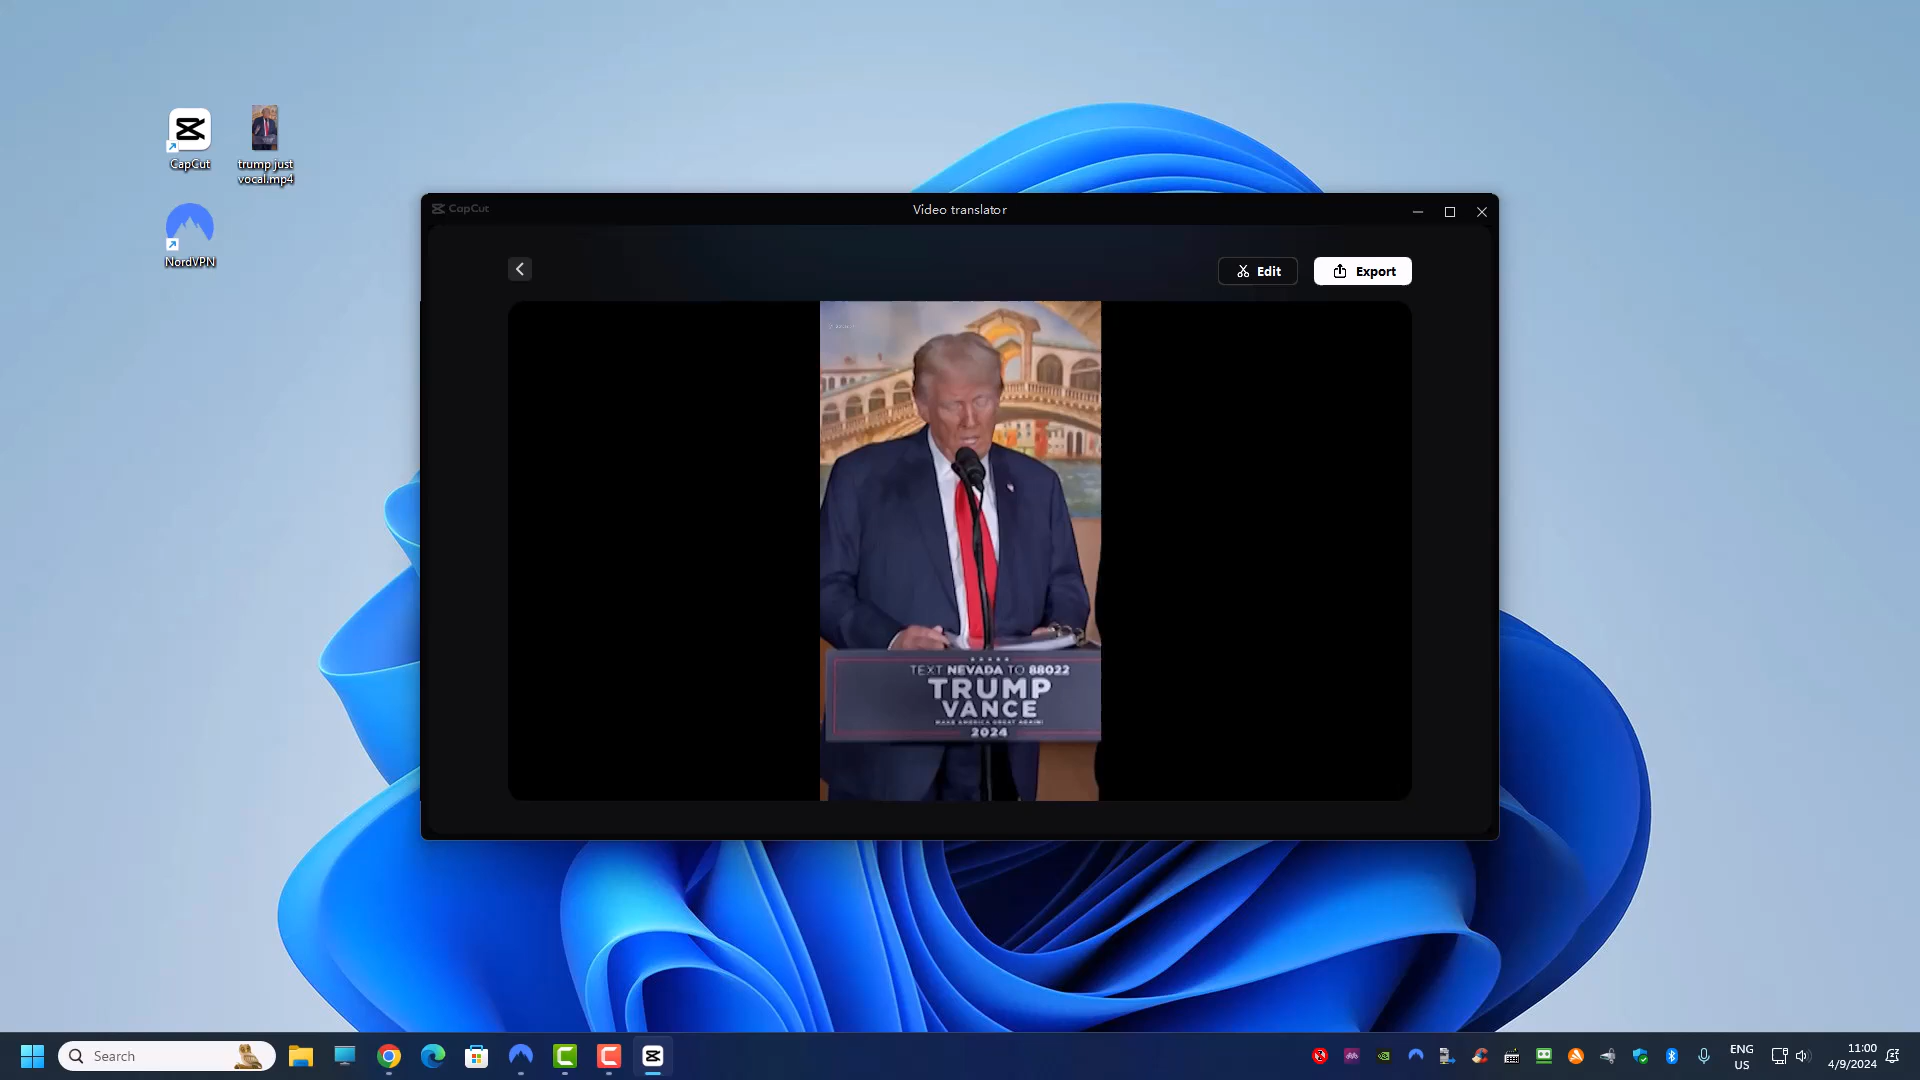 CapCut
trump just
vocal.mp4
NordVPN
CapCut
Video translator
Edit
Export
TEXT NEVADA TO 88022
TRUMP
VANCE
MAKE AMERICA GREAT AGAIN!
2024
Search
ENG
US
11:00
4/9/2024